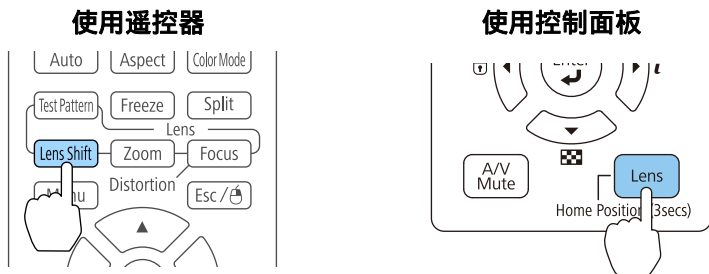 使用遥控器
Auto Aspect Color Mode
Test Pattern Freeze Split
Lens
Lens Shift Zoom Focus
Distortion
Esc /
使用控制面板
Enter
A/V
Mute
Lens
Home Position (3secs)